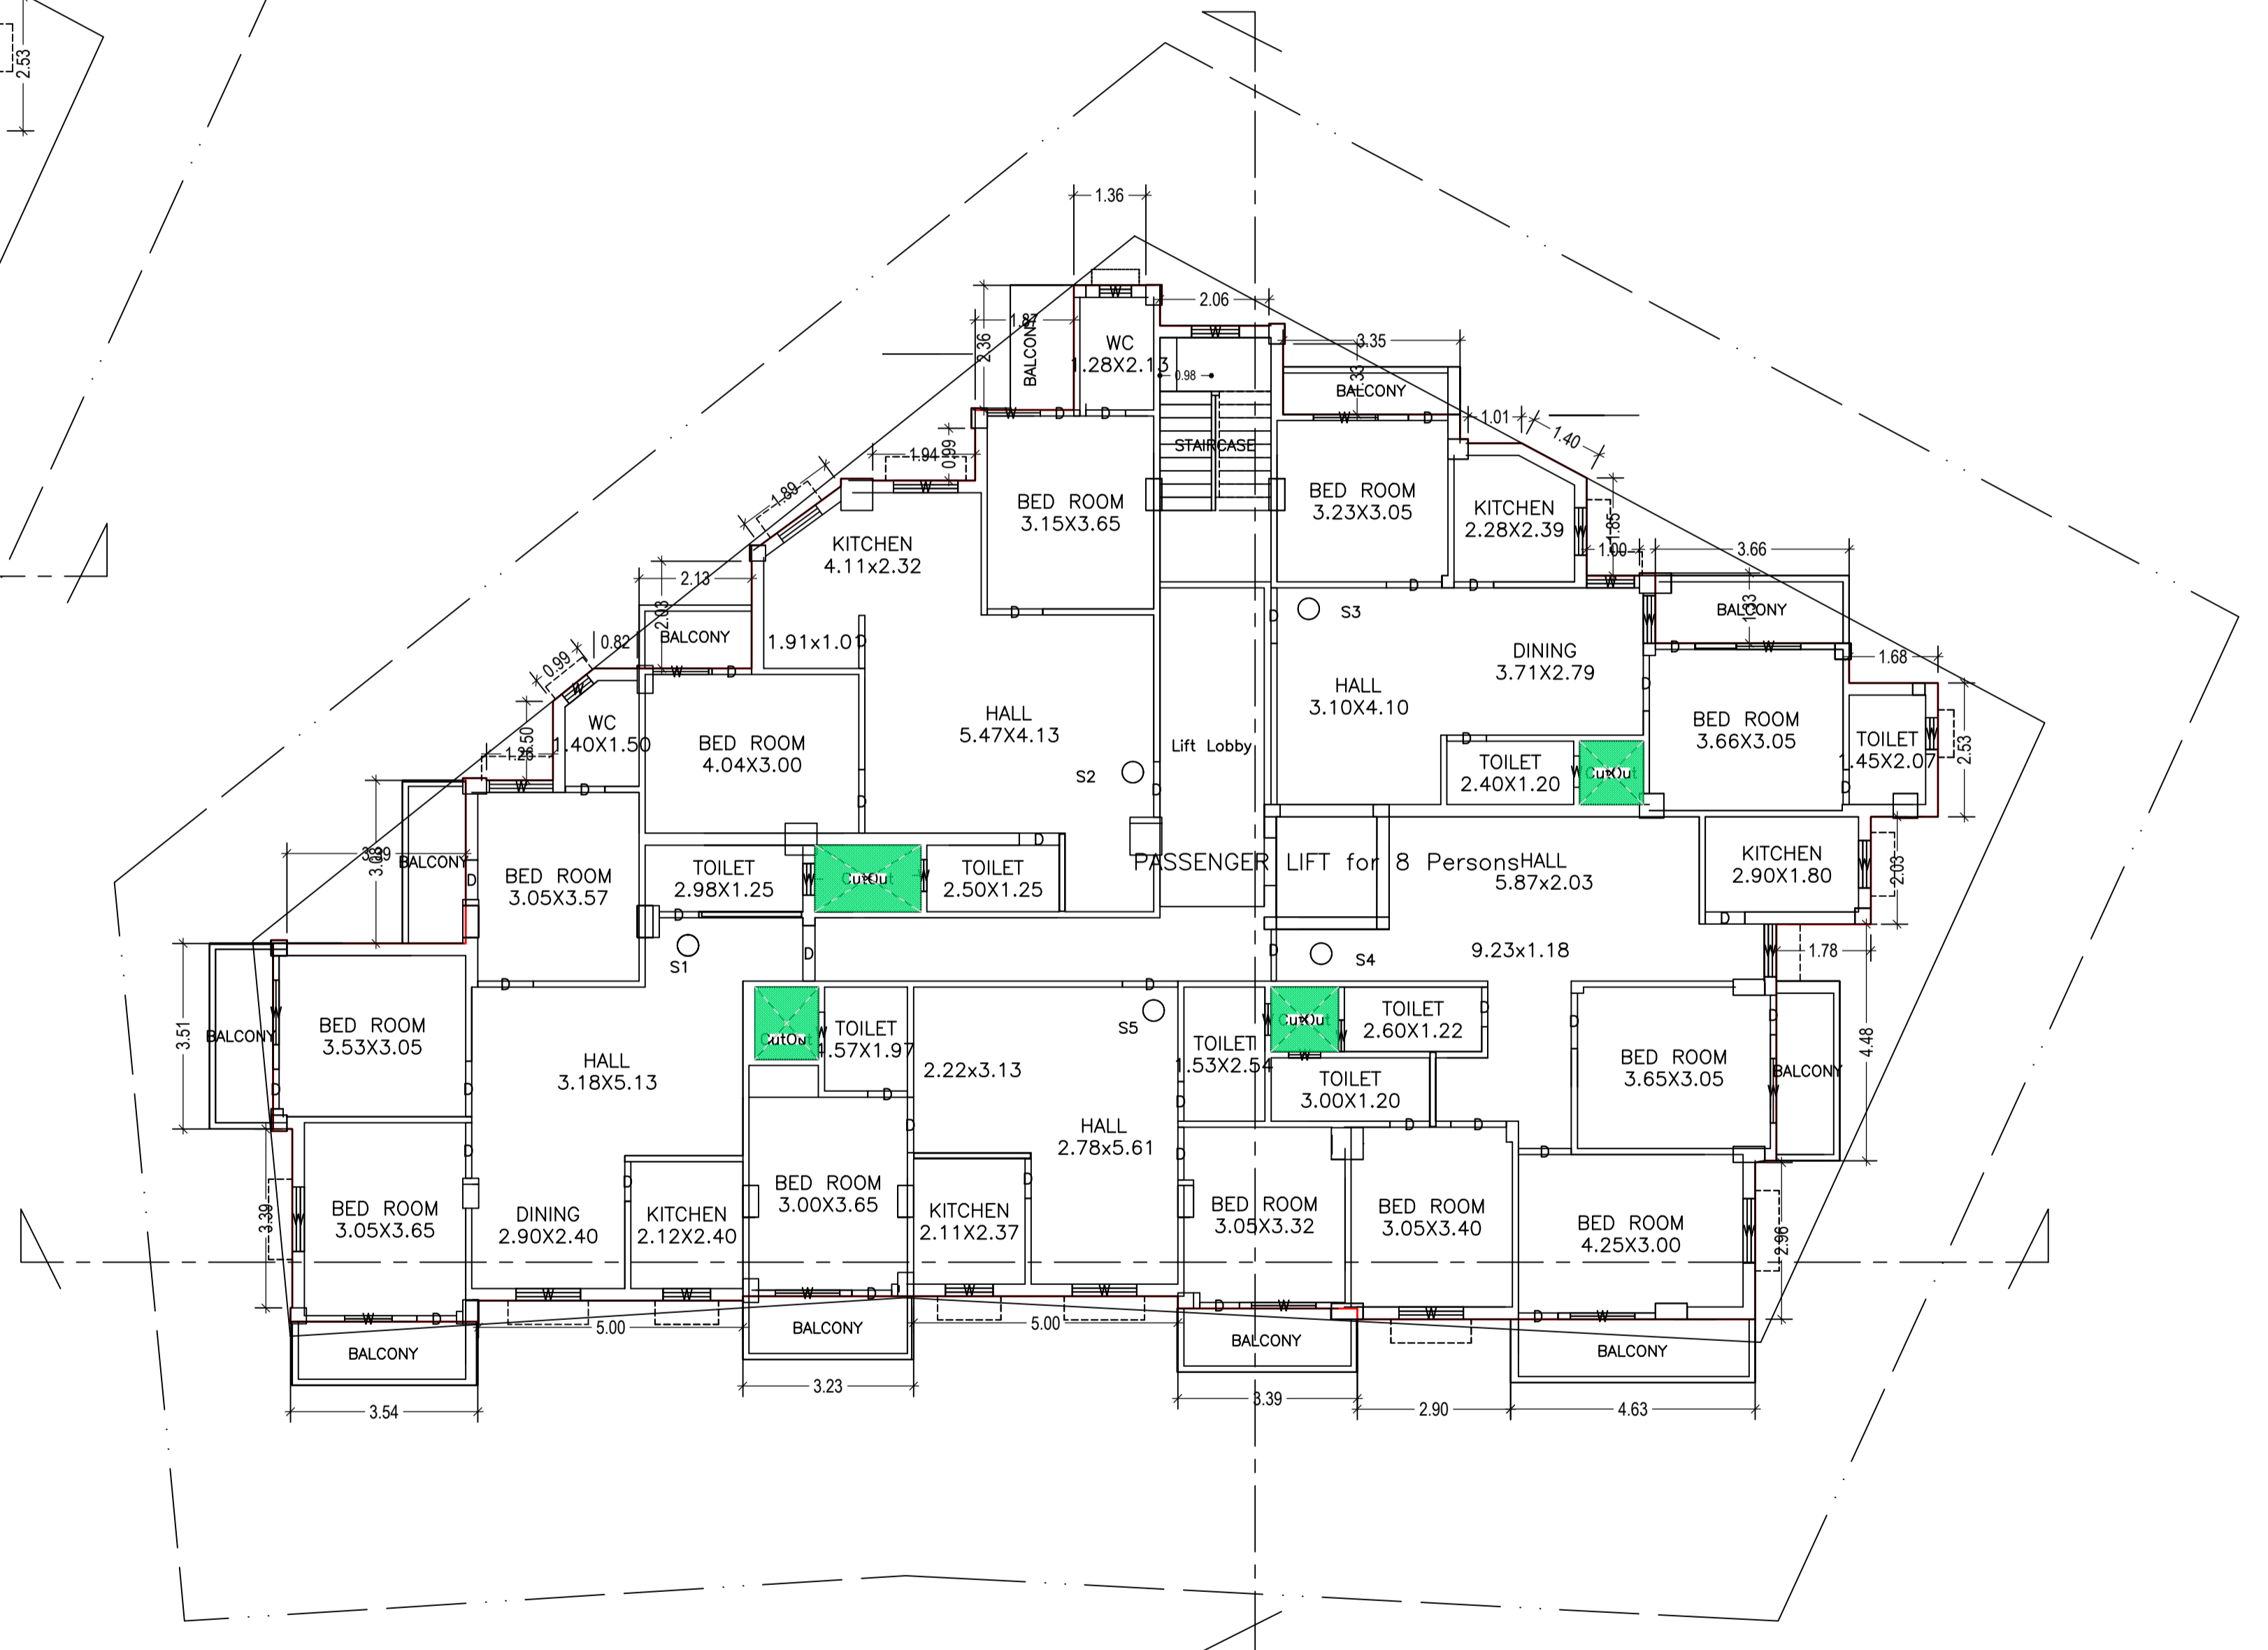 2.53
1.36
2.06
1.87
BALCONY
2.36
W
WC
1.28X2.13
0.98
3.35
1.33
BALCONY
W
W
D
D
W
D
1.01
1.40
STAIRCASE
1.94
0.99
W
1.89
BED ROOM
3.15X3.65
BED ROOM
3.23X3.05
KITCHEN
2.28X2.39
W
1.85
KITCHEN
4.11x2.32
1.00
3.66
W
D
D
2.13
2.03
D
S3
1.33
BALCONY
BALCONY
1.91x1.01
D
D
0.82
0.99
W
D
W
DINING
3.71X2.79
W
D
W
1.68
W
WC
1.40X1.50
1.50
1.28
HALL
5.47X4.13
HALL
3.10X4.10
D
BED ROOM
3.66X3.05
TOILET
1.45X2.07
W
2.53
BED ROOM
4.04X3.00
Lift Lobby
D
TOILET
2.40X1.20
W
CutOut
S2
D
W
D
D
D
3.39
3.08
BALCONY
D
BED ROOM
3.05X3.57
TOILET
2.98X1.25
W
CutOut
W
TOILET
2.50X1.25
D
PASSENGER LIFT for 8 Persons
HALL
5.87x2.03
KITCHEN
2.90X1.80
W
2.03
D
D
S1
D
D
S4
9.23x1.18
W
1.78
D
D
3.51
BALCONY
W
D
BED ROOM
3.53X3.05
D
HALL
3.18X5.13
CutOut
W
TOILET
1.57X1.97
2.22x3.13
S5
TOILET
1.53X2.54
W
CutOut
W
TOILET
2.60X1.22
D
D
BED ROOM
3.65X3.05
D
W
BALCONY
4.48
W
TOILET
3.00X1.20
D
D
D
HALL
2.78x5.61
D
D
D
D
D
D
3.39
W
BED ROOM
3.05X3.65
DINING
2.90X2.40
D
KITCHEN
2.12X2.40
BED ROOM
3.00X3.65
KITCHEN
2.11X2.37
D
BED ROOM
3.05X3.32
BED ROOM
3.05X3.40
BED ROOM
4.25X3.00
W
2.96
W
D
W
W
W
D
W
W
D
W
W
D
W
BALCONY
5.00
BALCONY
5.00
BALCONY
BALCONY
3.54
3.23
3.39
2.90
4.63